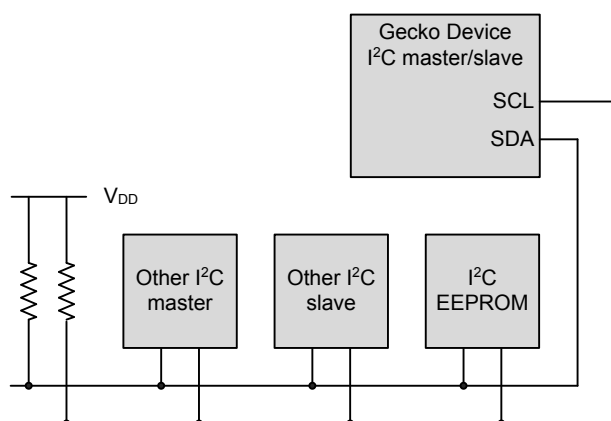 Gecko Device
I²C master/slave
SCL
SDA
VDD
Other I²C
master
Other I²C
slave
I²C
EEPROM